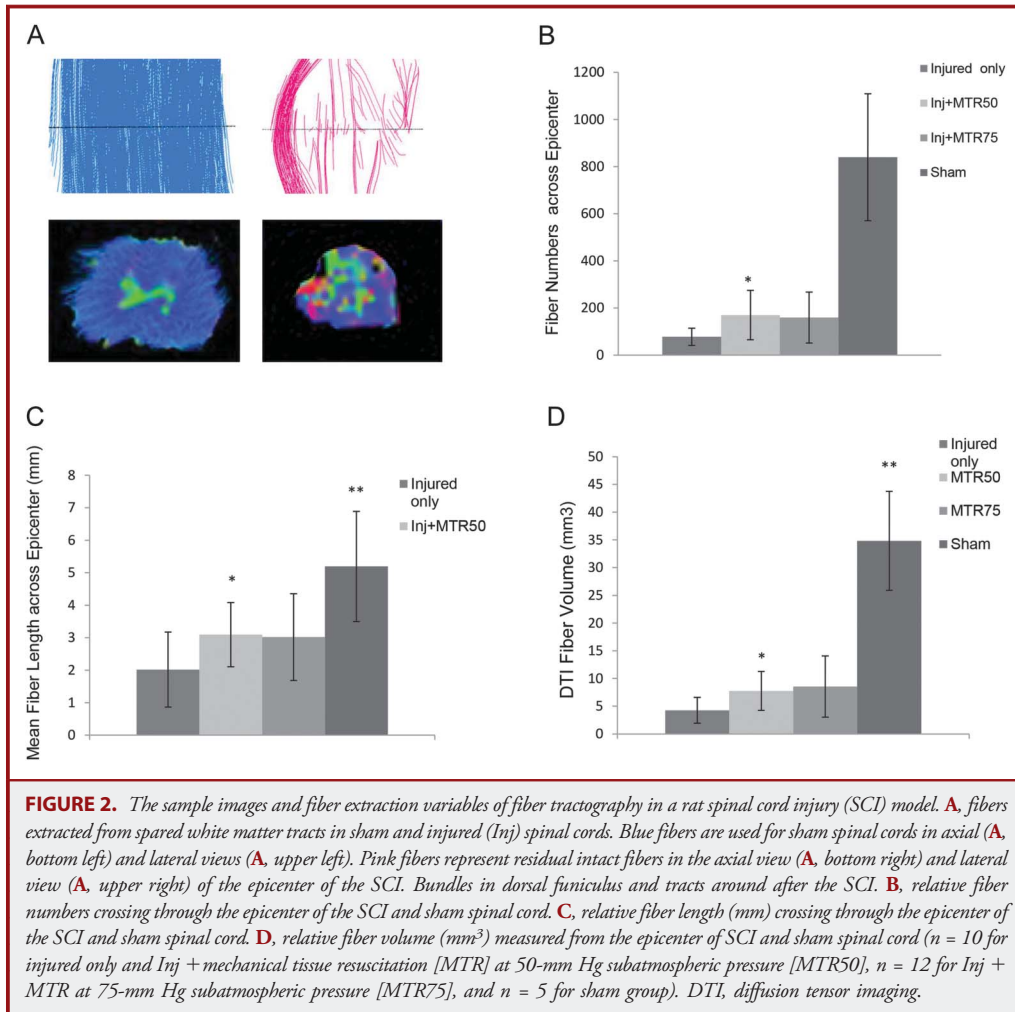 A
B
Fiber Numbers across Epicenter
1200
1000
800
600
400
200
0
*
Injured only
Inj+MTR50
Inj+MTR75
Sham
C
Mean Fiber Length across Epicenter (mm)
8
7
6
5
4
3
2
1
0
*
**
Injured
only
Inj+MTR50
D
DTI Fiber Volume (mm3)
50
45
40
35
30
25
20
15
10
5
0
*
**
Injured
only
MTR50
MTR75
Sham
FIGURE 2. The sample images and fiber extraction variables of fiber tractography in a rat spinal cord injury (SCI) model. A, fibers
extracted from spared white matter tracts in sham and injured (Inj) spinal cords. Blue fibers are used for sham spinal cords in axial (A,
bottom left) and lateral views (A, upper left). Pink fibers represent residual intact fibers in the axial view (A, bottom right) and lateral
view (A, upper right) of the epicenter of the SCI. Bundles in dorsal funiculus and tracts around after the SCI. B, relative fiber
numbers crossing through the epicenter of the SCI and sham spinal cord. C, relative fiber length (mm) crossing through the epicenter of
the SCI and sham spinal cord. D, relative fiber volume (mm³) measured from the epicenter of SCI and sham spinal cord (n = 10 for
injured only and Inj + mechanical tissue resuscitation [MTR] at 50-mm Hg subatmospheric pressure [MTR50], n = 12 for Inj +
MTR at 75-mm Hg subatmospheric pressure [MTR75], and n = 5 for sham group). DTI, diffusion tensor imaging.